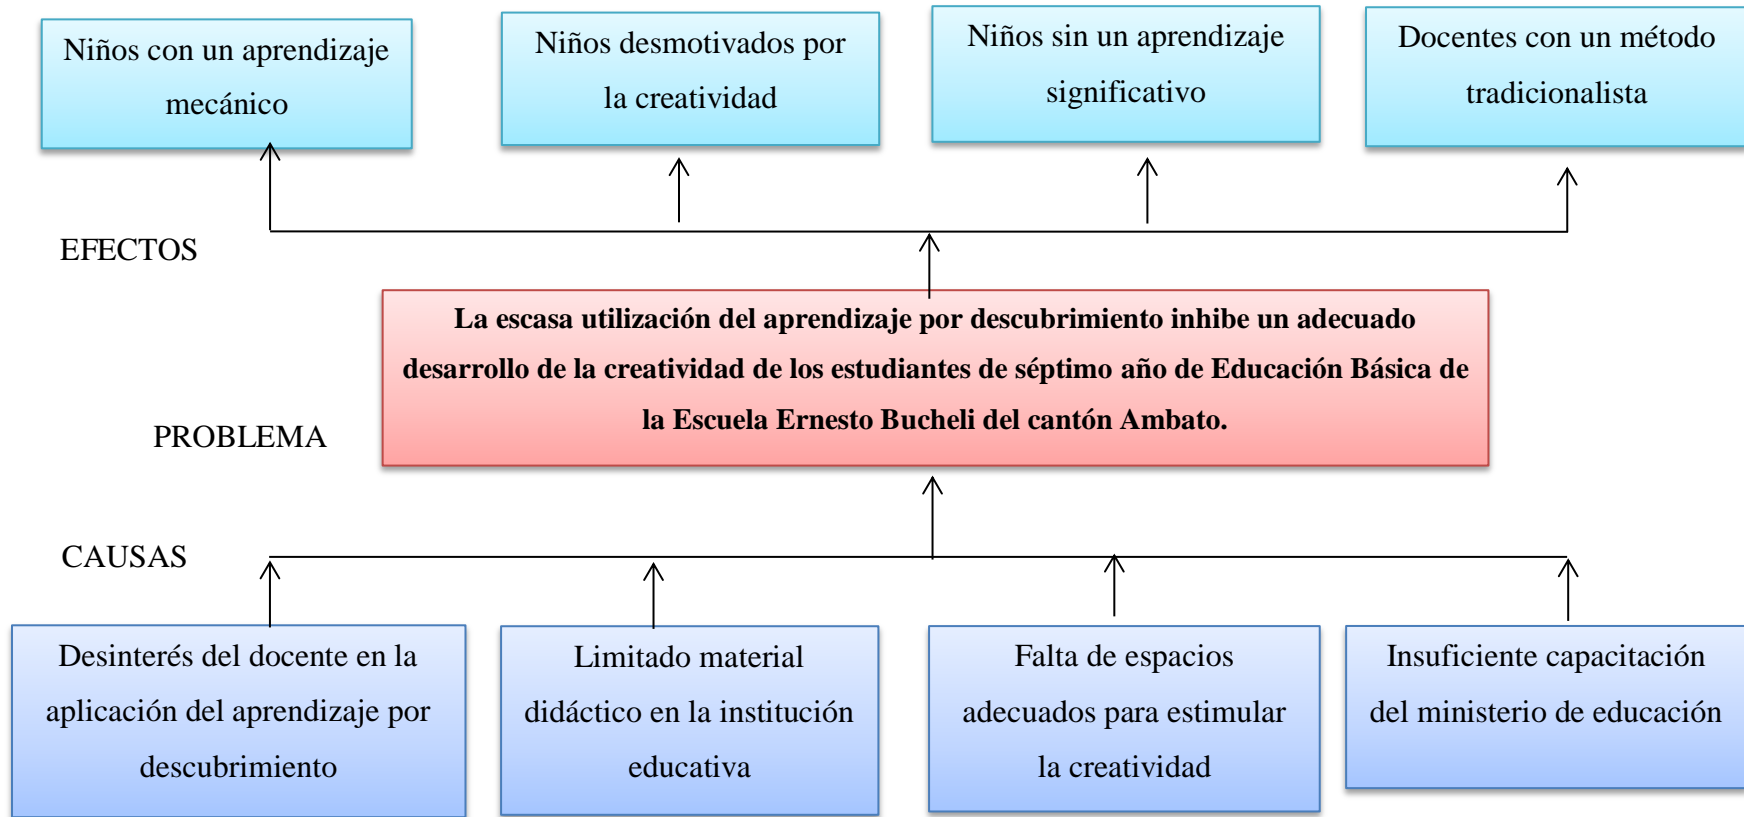 Niños con un aprendizaje
mecánico
Niños desmotivados por
la creatividad
Niños sin un aprendizaje
significativo
Docentes con un método
tradicionalista
EFECTOS
La escasa utilización del aprendizaje por descubrimiento inhibe un adecuado
desarrollo de la creatividad de los estudiantes de séptimo año de Educación Básica de
la Escuela Ernesto Bucheli del cantón Ambato.
PROBLEMA
CAUSAS
Desinterés del docente en la
aplicación del aprendizaje por
descubrimiento
Limitado material
didáctico en la institución
educativa
Falta de espacios
adecuados para estimular
la creatividad
Insuficiente capacitación
del ministerio de educación